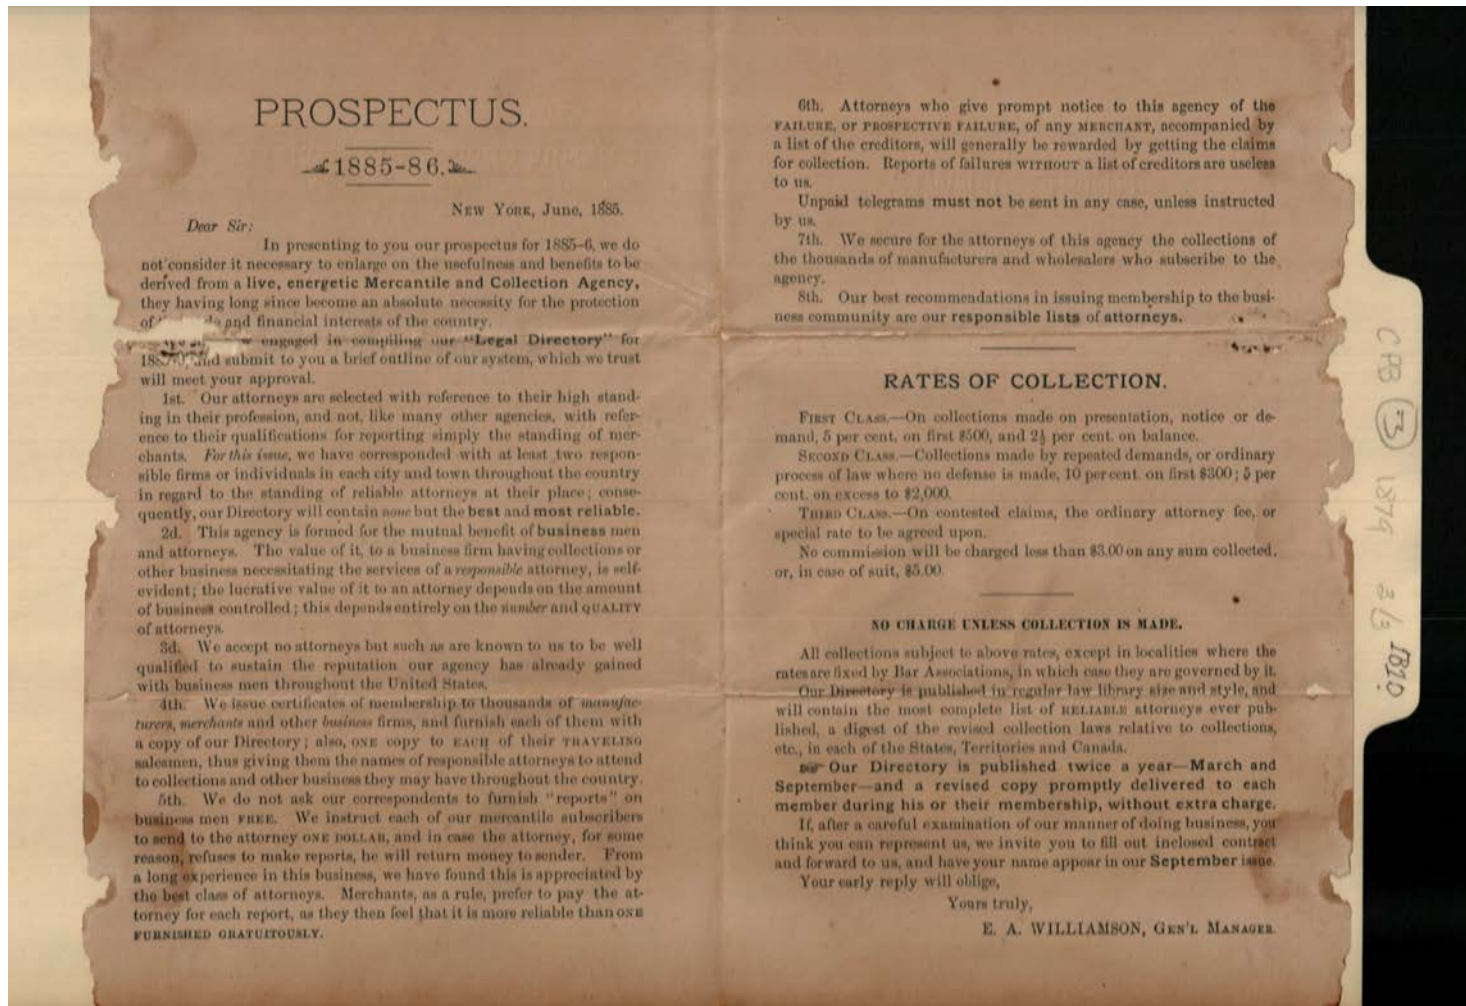 PROSPECTUS.
1885-86.
NEW YORK, June, 1885.
Dear Sir:
In presenting to you our prospectus for 1885-6, we do
not consider it necessary to enlarge on the usefulness and benefits to be
derived from a live, energetic Mercantile and Collection Agency,
they having long since become an absolute necessity for the protection
of and financial interests of the country.
engaged in compiling our "Legal Directory" for
and submit to you a brief outline of our system, which we trust
will meet your approval.
1st. Our attorneys are selected with reference to their high stand-
ing in their profession, and not, like many other agencies, with refer-
ence to their qualifications for reporting simply the standing of mer-
chants. For this issue, we have corresponded with at least two respon-
sible firms or individuals in each city and town throughout the country
in regard to the standing of reliable attorneys at their place; conse-
quently, our Directory will contain none but the best and most reliable.
2d. This agency is formed for the mutual benefit of business men
and attorneys. The value of it, to a business firm having collections or
other business necessitating the services of a responsible attorney, is self-
evident; the lucrative value of it to an attorney depends on the amount
of business controlled; this depends entirely on the number and QUALITY
of attorneys.
3d. We accept no attorneys but such as are known to us to be well
qualified to sustain the reputation our agency has already gained
with business men throughout the United States.
4th. We issue certificates of membership to thousands of manufac-
turers, merchants and other business firms, and furnish each of them with
a copy of our Directory; also, ONE copy to EACH of their TRAVELING
salesmen, thus giving them the names of responsible attorneys to attend
to collections and other business they may have throughout the country.
5th. We do not ask our correspondents to furnish "reports" on
business men FREE. We instruct each of our mercantile subscribers
to send to the attorney ONE DOLLAR, and in case the attorney, for some
reason, refuses to make reports, he will return money to sender. From
a long experience in this business, we have found this is appreciated by
the best class of attorneys. Merchants, as a rule, prefer to pay the at-
torney for each report, as they then feel that it is more reliable than ONE
FURNISHED GRATUITOUSLY.
6th. Attorneys who give prompt notice to this agency of the
FAILURE, OR PROSPECTIVE FAILURE, of any MERCHANT, accompanied by
a list of the creditors, will generally be rewarded by getting the claims
for collection. Reports of failures WITHOUT a list of creditors are useless
to us.
Unpaid telegrams must not be sent in any case, unless instructed
by us.
7th. We secure for the attorneys of this agency the collections of
the thousands of manufacturers and wholesalers who subscribe to the
agency.
8th. Our best recommendations in issuing membership to the busi-
ness community are our responsible lists of attorneys.
RATES OF COLLECTION.
FIRST CLASS.—On collections made on presentation, notice or de-
mand, 5 per cent. on first $500, and 2½ per cent. on balance.
SECOND CLASS.—Collections made by repeated demands, or ordinary
process of law where no defense is made, 10 per cent. on first $300; 5 per
cent. on excess to $2,000.
THIRD CLASS.—On contested claims, the ordinary attorney fee, or
special rate to be agreed upon.
No commission will be charged less than $3.00 on any sum collected,
or, in case of suit, $5.00.
NO CHARGE UNLESS COLLECTION IS MADE.
All collections subject to above rates, except in localities where the
rates are fixed by Bar Associations, in which case they are governed by it.
Our Directory is published in regular law library size and style, and
will contain the most complete list of RELIABLE attorneys ever pub-
lished, a digest of the revised collection laws relative to collections,
etc., in each of the States, Territories and Canada.
☞ Our Directory is published twice a year—March and
September—and a revised copy promptly delivered to each
member during his or their membership, without extra charge.
If, after a careful examination of our manner of doing business, you
think you can represent us, we invite you to fill out inclosed contract
and forward to us, and have your name appear in our September issue.
Your early reply will oblige,
Yours truly,
E. A. WILLIAMSON, GEN'L MANAGER.
CPB 3 1879 2/3 1820